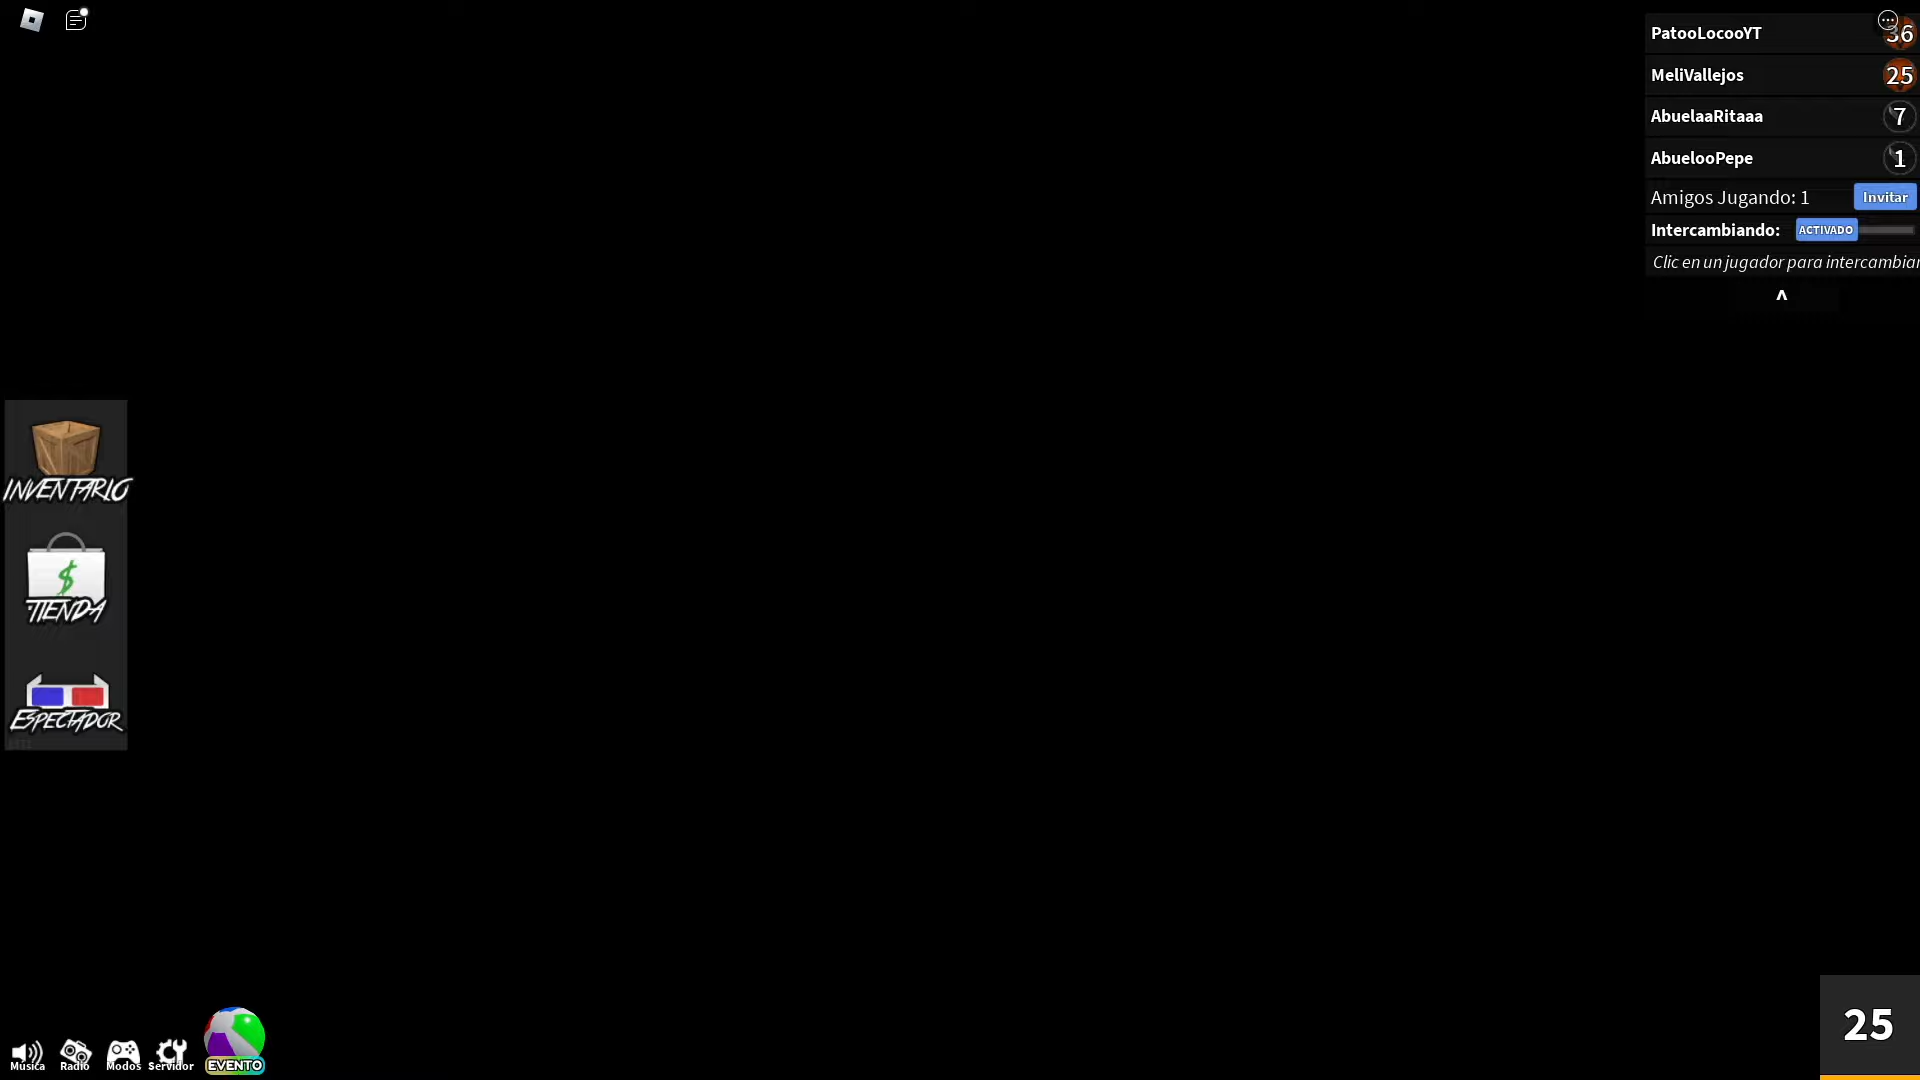 PatooLocooYT 36
MeliVallejos 25
AbuelaaRitaaa 7
AbuelooPepe 1
Amigos Jugando: 1 Invitar
Intercambiando: ACTIVADO
Clic en un jugador para intercambiar
^
INVENTARIO
$
TIENDA
ESPECTADOR
Música Radio Modos Servidor EVENTO
25